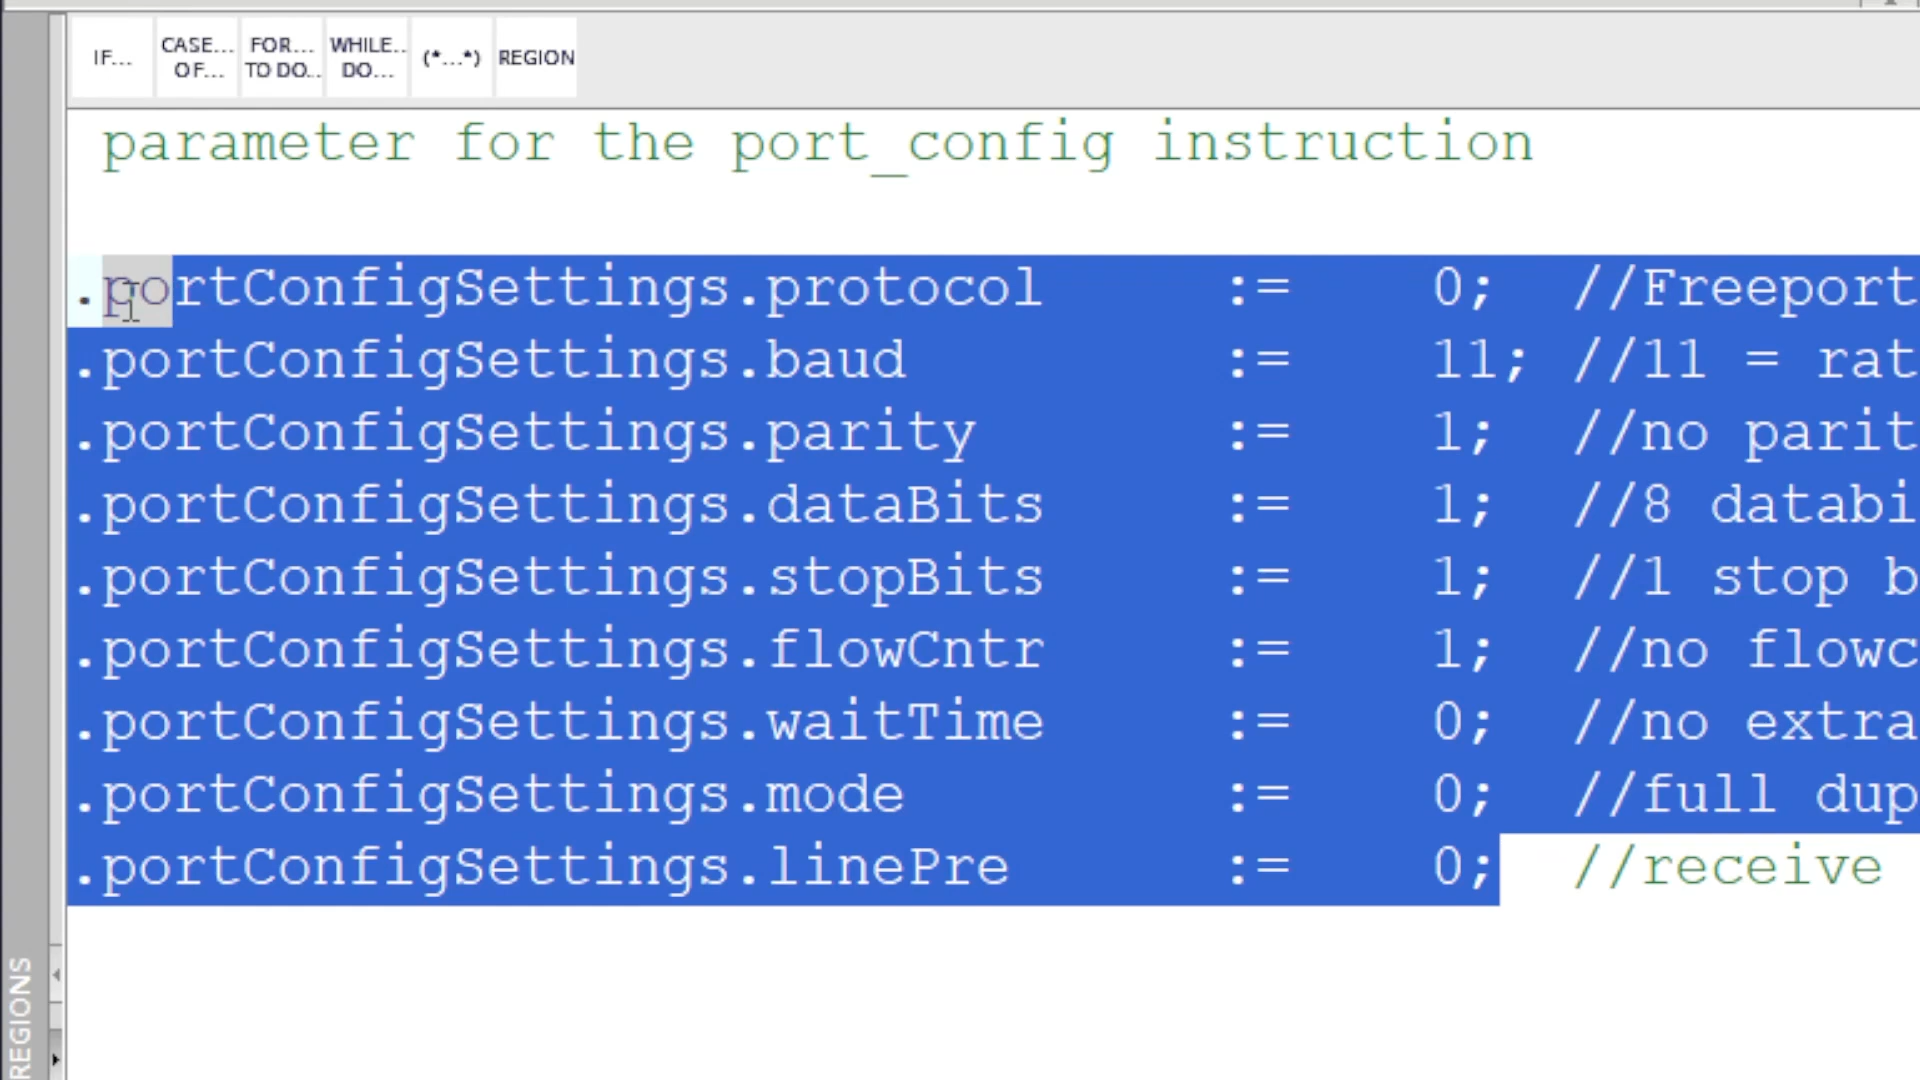 IF... CASE... OF... FOR... TO DO... WHILE.. DO... (*...*) REGION
parameter for the port_config instruction
.portConfigSettings.protocol := 0; //Freeport
.portConfigSettings.baud := 11; //11 = rat
.portConfigSettings.parity := 1; //no parit
.portConfigSettings.dataBits := 1; //8 databi
.portConfigSettings.stopBits := 1; //1 stop b
.portConfigSettings.flowCntr := 1; //no flowc
.portConfigSettings.waitTime := 0; //no extra
.portConfigSettings.mode := 0; //full dup
.portConfigSettings.linePre := 0; //receive
REGIONS